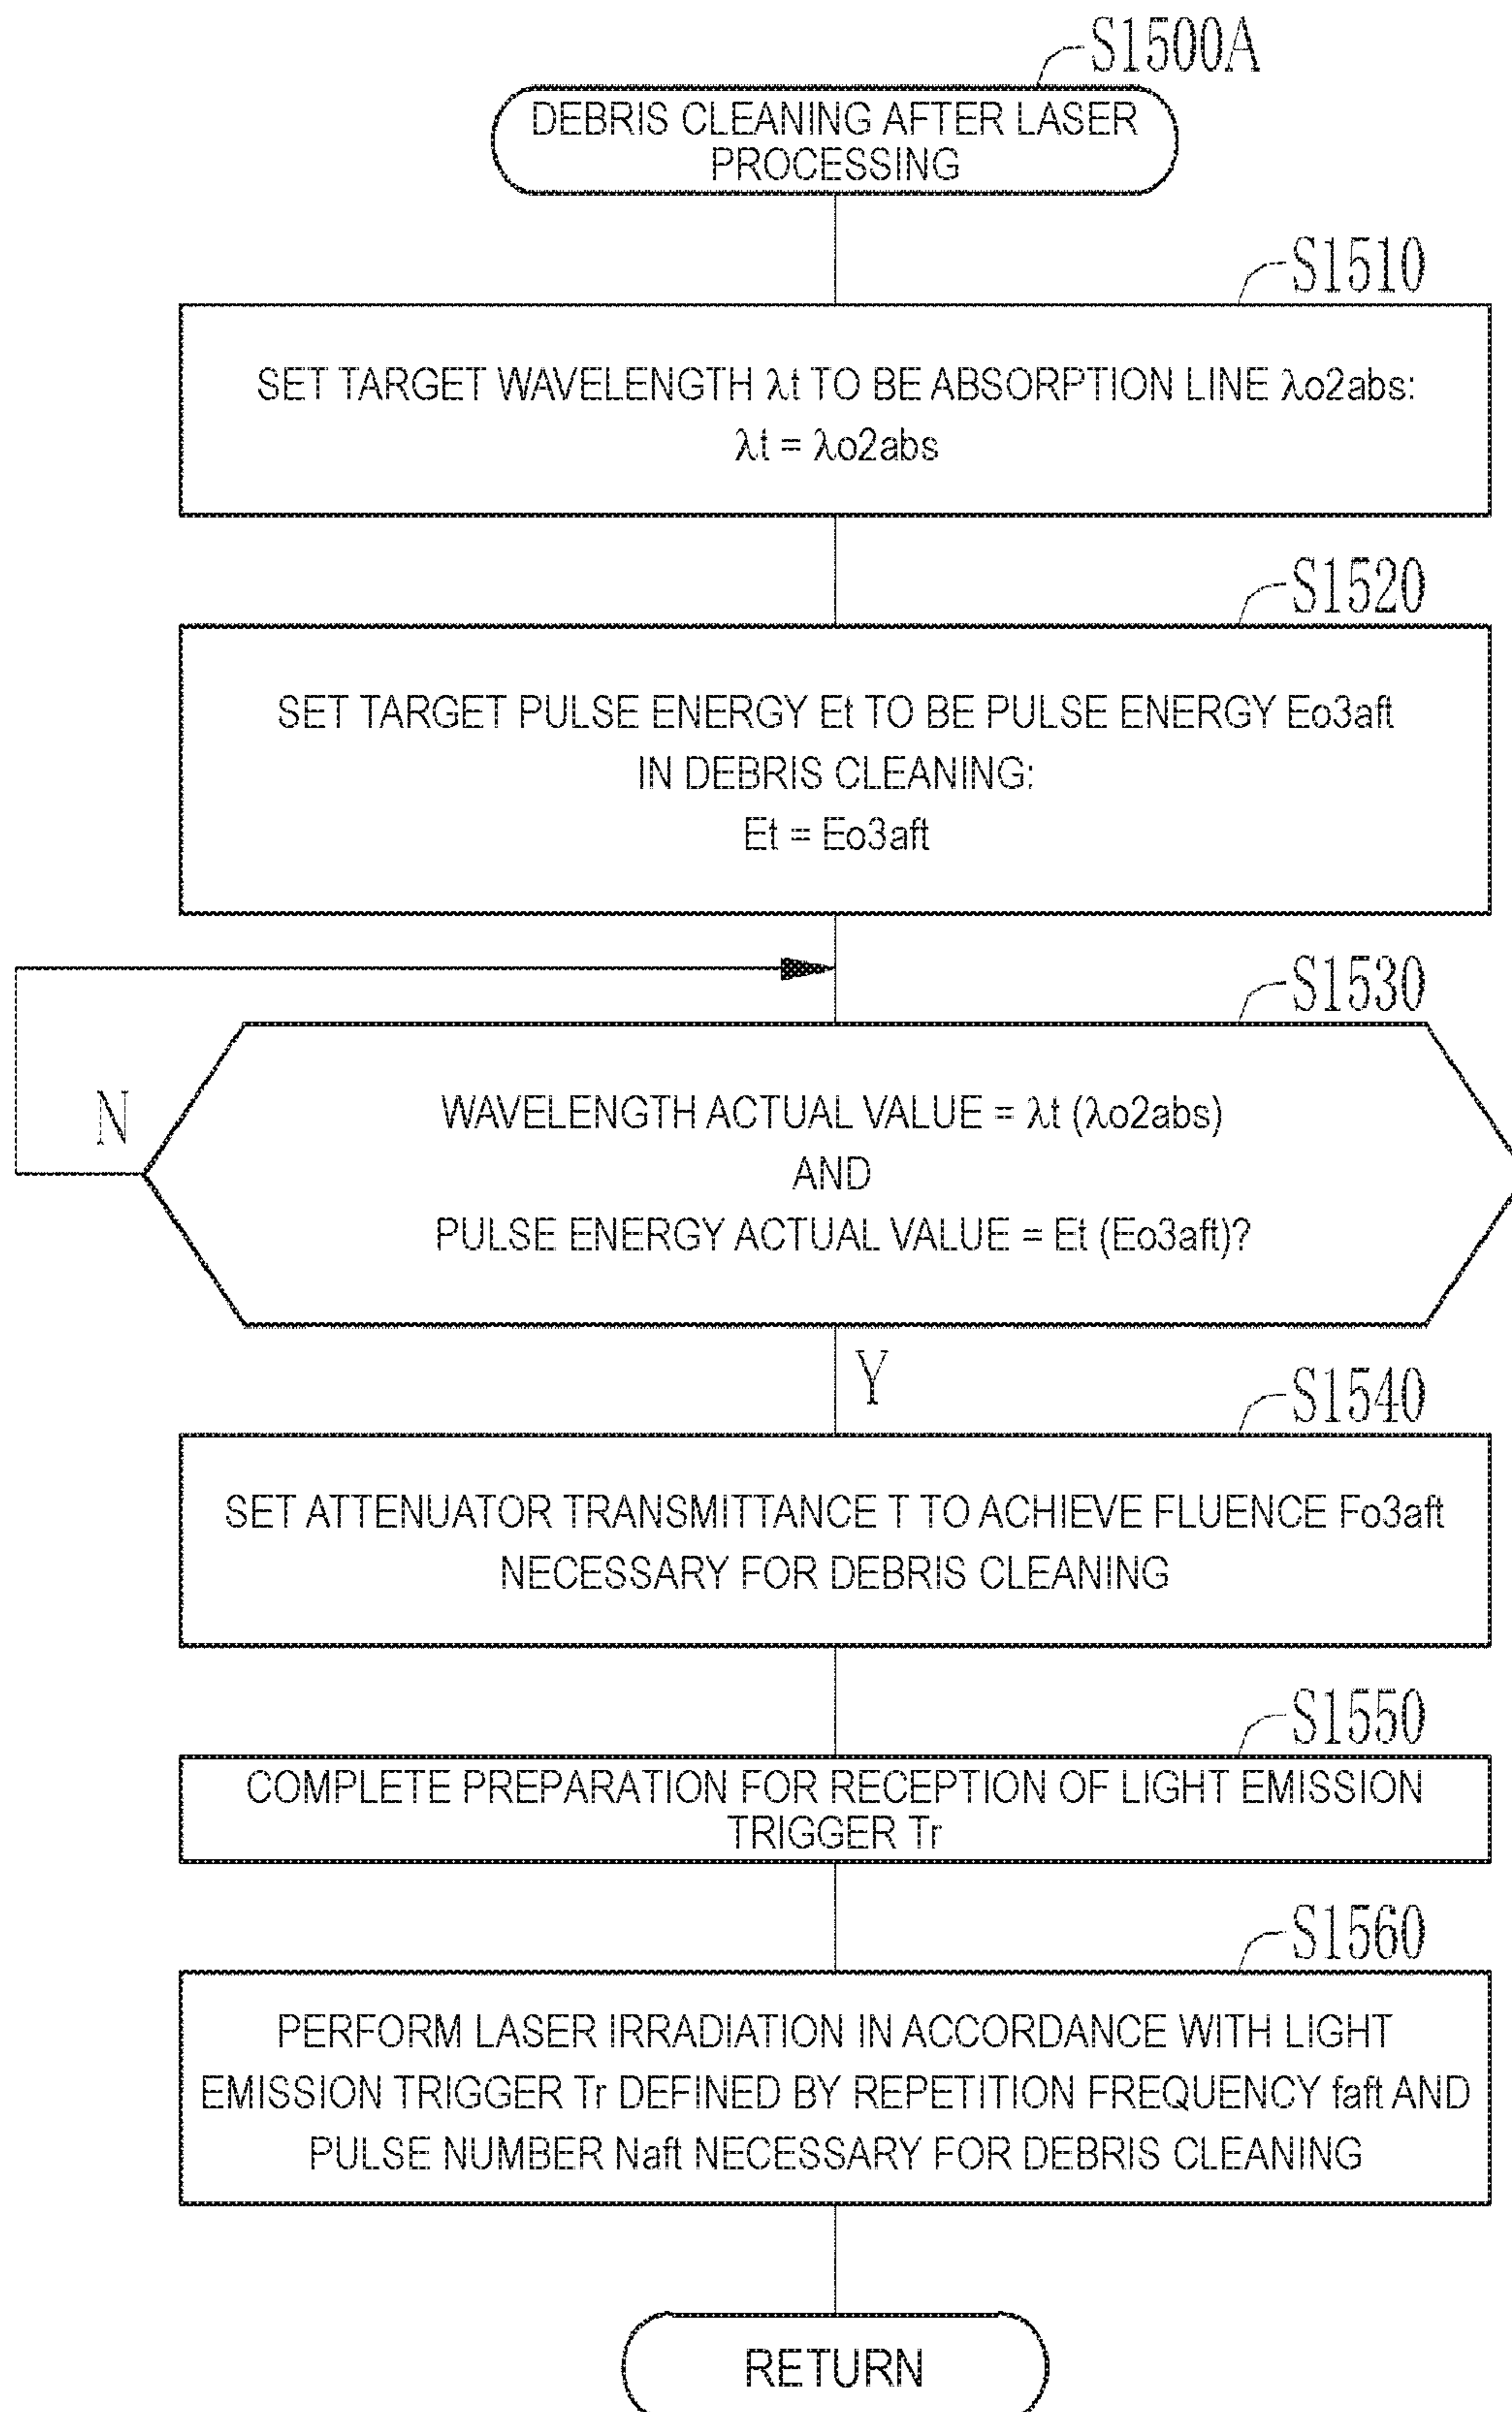 S1500A
DEBRIS CLEANING AFTER LASER
PROCESSING
S1510
SET TARGET WAVELENGTH λt TO BE ABSORPTION LINE λo2abs:
λt = λo2abs
S1520
SET TARGET PULSE ENERGY Et TO BE PULSE ENERGY Eo3aft
IN DEBRIS CLEANING:
Et = Eo3aft
S1530
WAVELENGTH ACTUAL VALUE = λt (λo2abs)
AND
PULSE ENERGY ACTUAL VALUE = Et (Eo3aft)?
N
Y
S1540
SET ATTENUATOR TRANSMITTANCE T TO ACHIEVE FLUENCE Fo3aft
NECESSARY FOR DEBRIS CLEANING
S1550
COMPLETE PREPARATION FOR RECEPTION OF LIGHT EMISSION
TRIGGER Tr
S1560
PERFORM LASER IRRADIATION IN ACCORDANCE WITH LIGHT
EMISSION TRIGGER Tr DEFINED BY REPETITION FREQUENCY faft AND
PULSE NUMBER Naft NECESSARY FOR DEBRIS CLEANING
RETURN